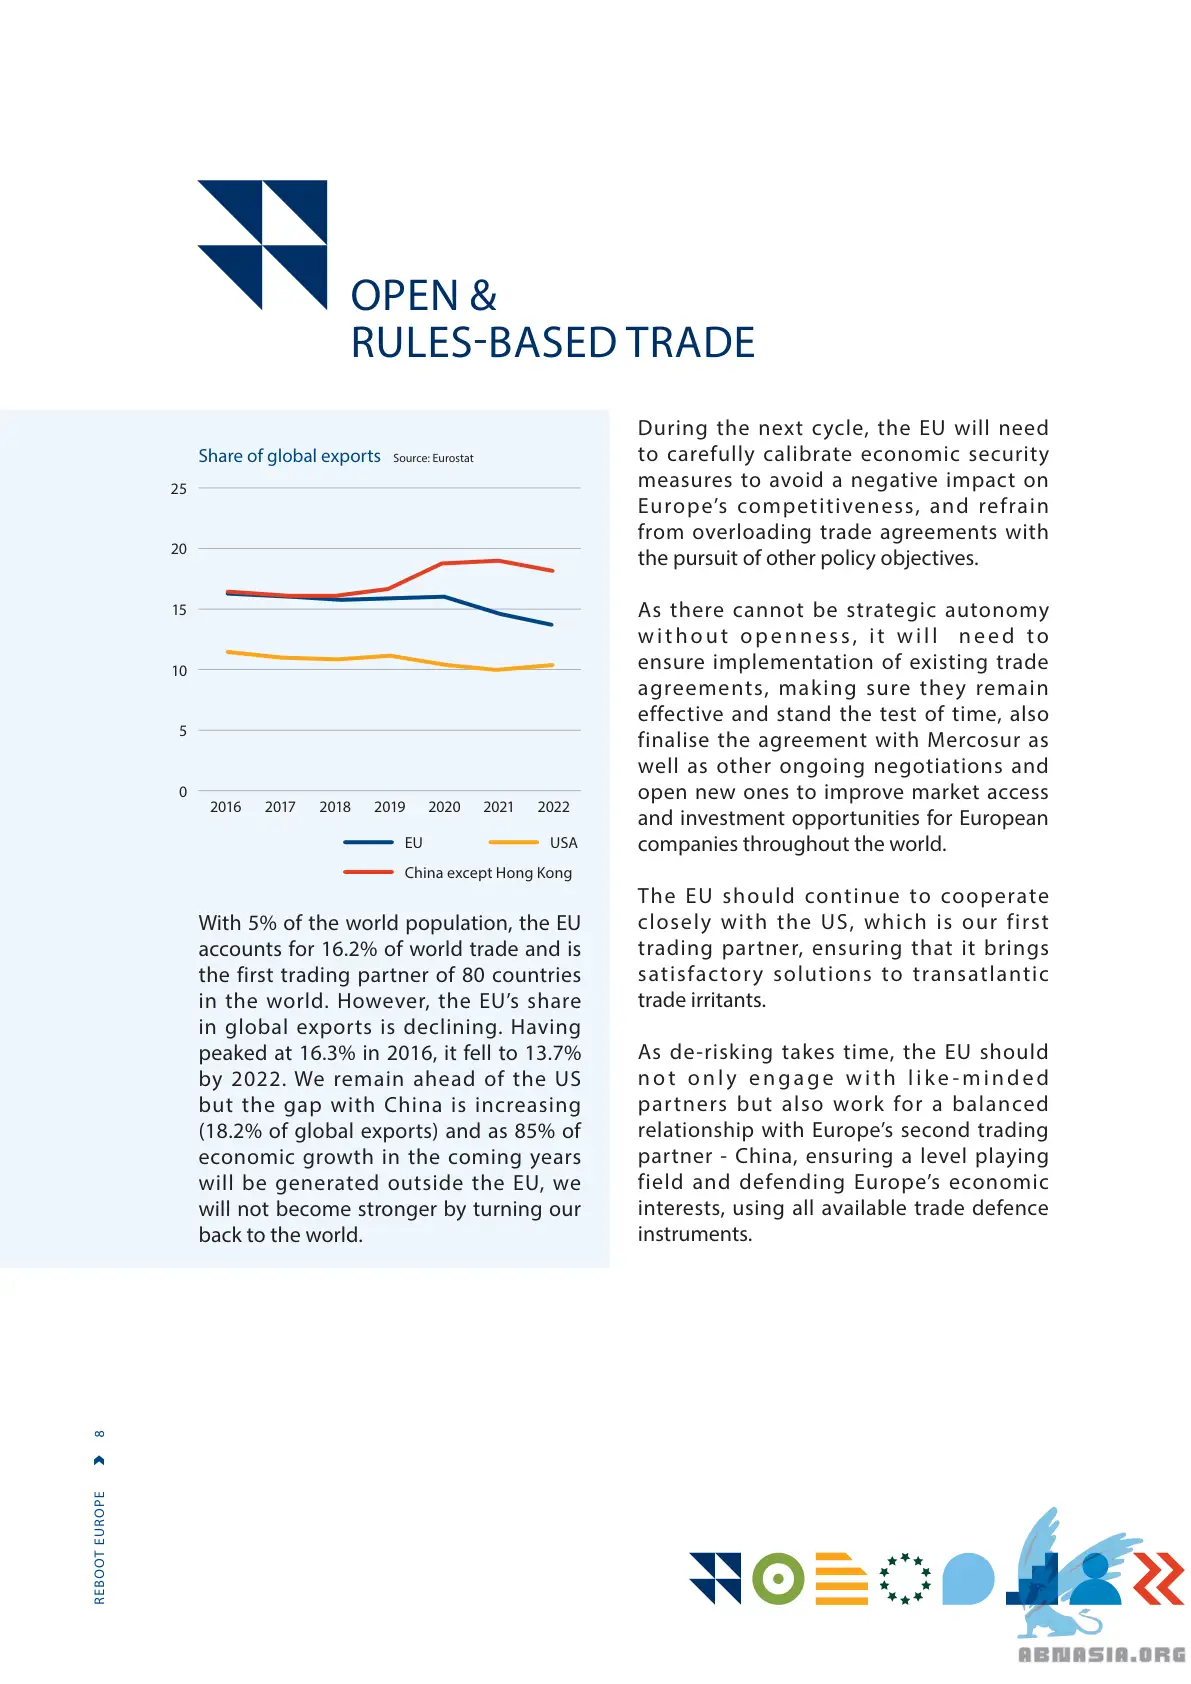 OPEN &
RULES-BASED TRADE
Share of global exports Source: Eurostat
25
20
15
10
5
0
2016 2017 2018 2019 2020 2021 2022
EU USA
China except Hong Kong
With 5% of the world population, the EU
accounts for 16.2% of world trade and is
the first trading partner of 80 countries
in the world. However, the EU’s share
in global exports is declining. Having
peaked at 16.3% in 2016, it fell to 13.7%
by 2022. We remain ahead of the US
but the gap with China is increasing
(18.2% of global exports) and as 85% of
economic growth in the coming years
will be generated outside the EU, we
will not become stronger by turning our
back to the world.
During the next cycle, the EU will need
to carefully calibrate economic security
measures to avoid a negative impact on
Europe’s competitiveness, and refrain
from overloading trade agreements with
the pursuit of other policy objectives.
As there cannot be strategic autonomy
without openness, it will need to
ensure implementation of existing trade
agreements, making sure they remain
effective and stand the test of time, also
finalise the agreement with Mercosur as
well as other ongoing negotiations and
open new ones to improve market access
and investment opportunities for European
companies throughout the world.
The EU should continue to cooperate
closely with the US, which is our first
trading partner, ensuring that it brings
satisfactory solutions to transatlantic
trade irritants.
As de-risking takes time, the EU should
not only engage with like-minded
partners but also work for a balanced
relationship with Europe’s second trading
partner - China, ensuring a level playing
field and defending Europe’s economic
interests, using all available trade defence
instruments.
REBOOT EUROPE 8
ABNASIA.ORG